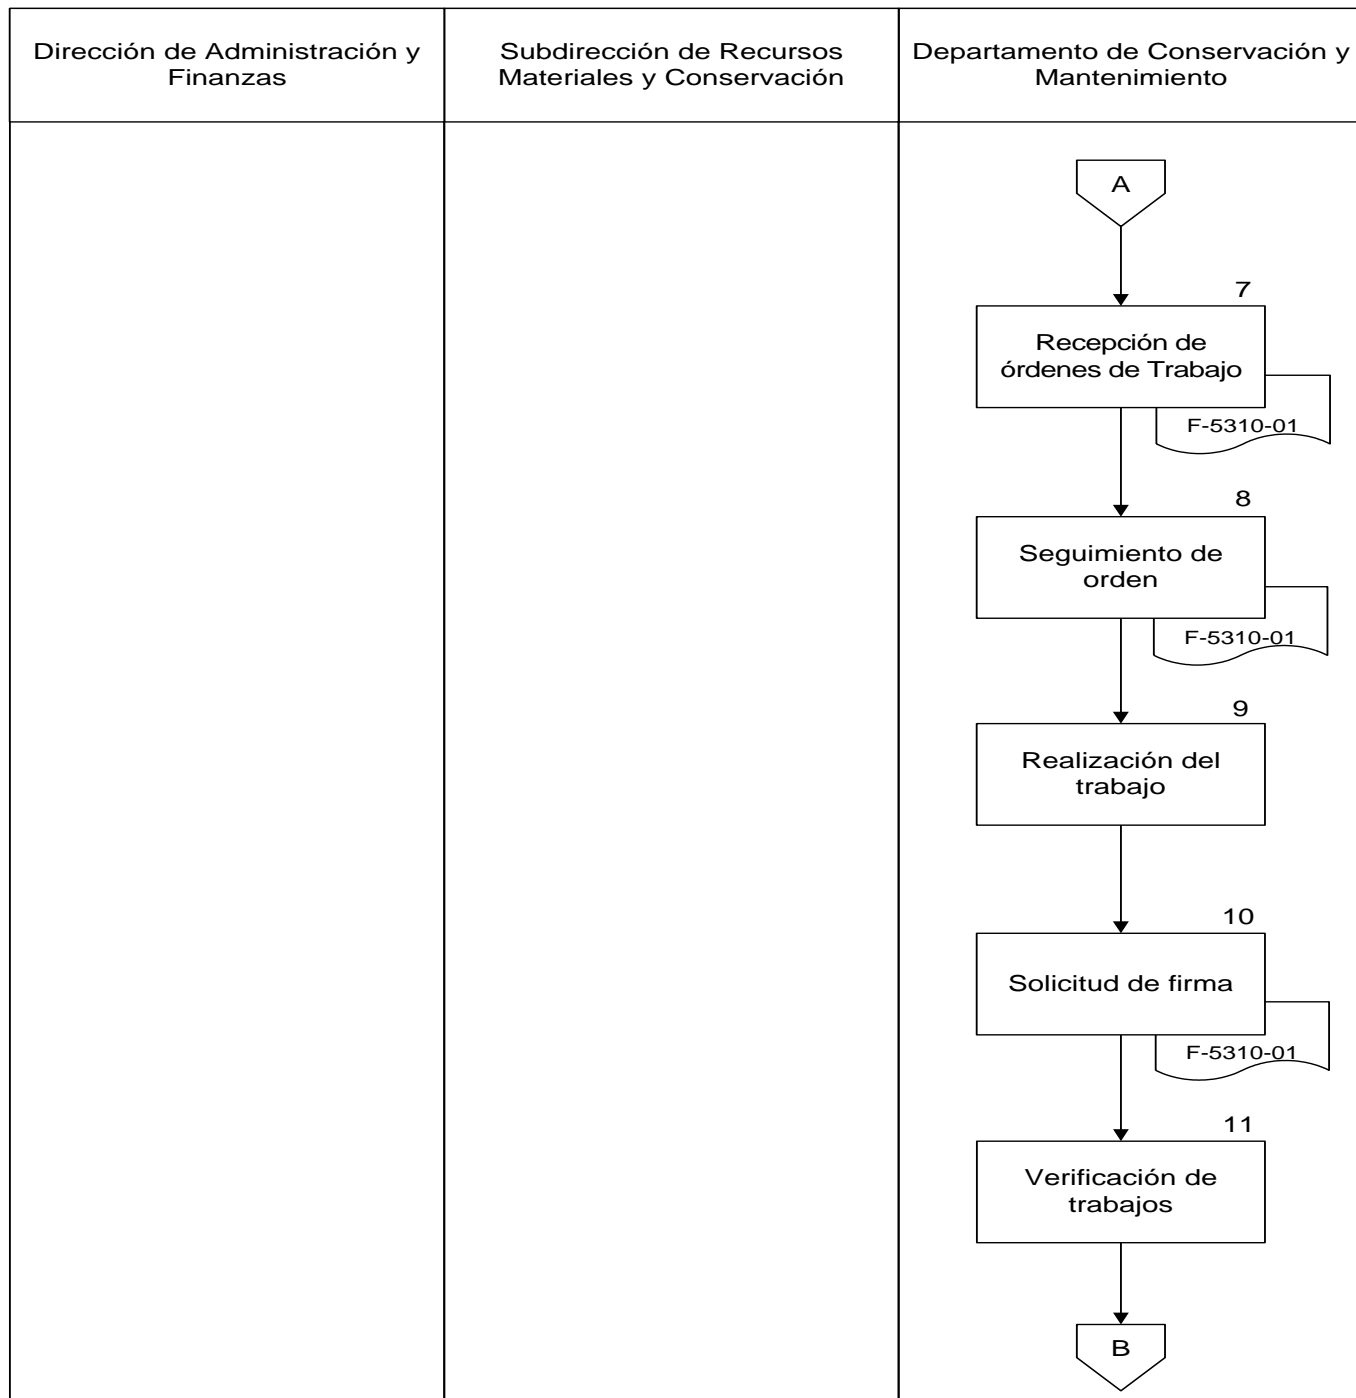 Dirección de Administración y
Finanzas
Subdirección de Recursos
Materiales y Conservación
Departamento de Conservación y
Mantenimiento
A
7
Recepción de
órdenes de Trabajo
F-5310-01
8
Seguimiento de
orden
F-5310-01
9
Realización del
trabajo
10
Solicitud de firma
F-5310-01
11
Verificación de
trabajos
B